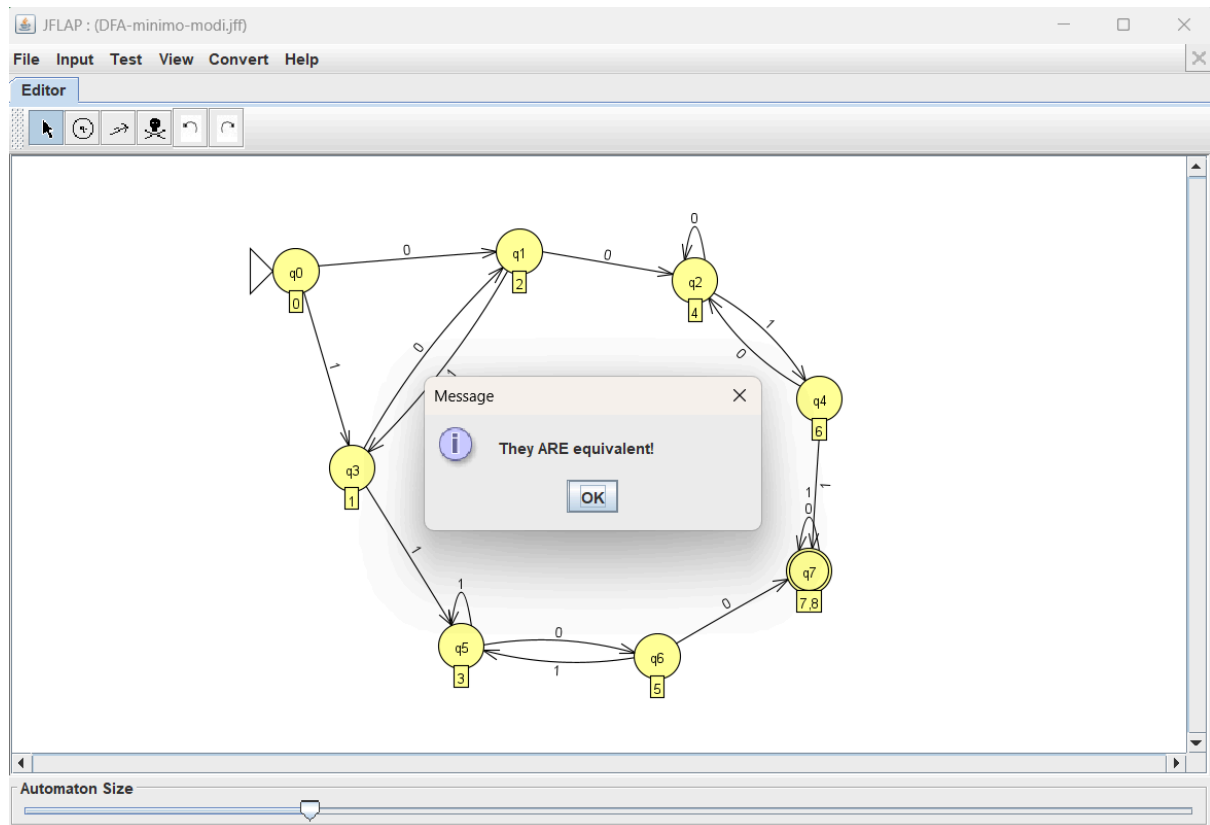 JFLAP : (DFA-minimo-modi.jff)
File Input Test View Convert Help
Editor
0
0
q1
0
q0
2
q2
0
4
1
0
0
1
q4
1
6
Message
They ARE equivalent!
OK
q3
1
1
1
0
q7
7,8
1
1
0
q5
0
q6
3
1
5
Automaton Size